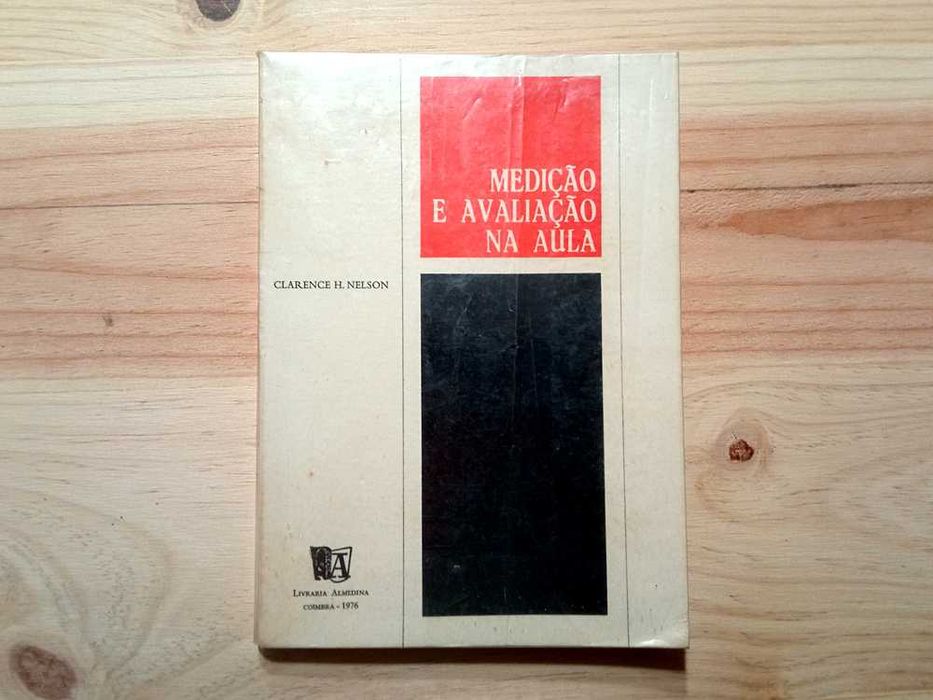 MEDIÇÃO
E AVALIAÇÃO
NA AULA
CLARENCE H. NELSON
A
LIVRARIA ALMEDINA
COIMBRA - 1976